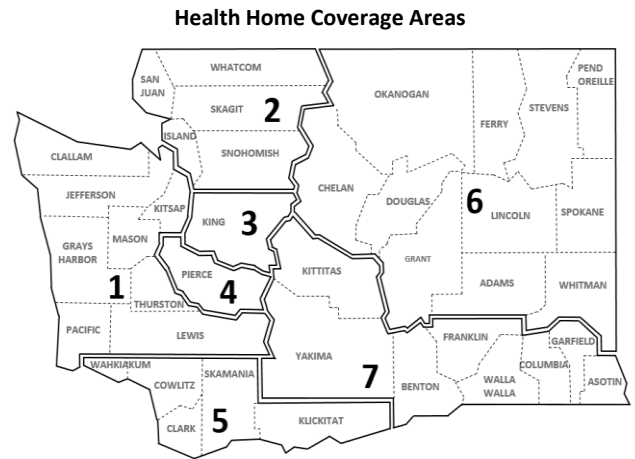 Health Home Coverage Areas
WHATCOM
SAN
JUAN
SKAGIT
2
ISLAND
SNOHOMISH
OKANOGAN
FERRY
STEVENS
PEND
OREILLE
CLALLAM
JEFFERSON
KITSAP
KING
3
CHELAN
DOUGLAS
6
LINCOLN
SPOKANE
GRAYS
HARBOR
MASON
PIERCE
4
KITTITAS
GRANT
ADAMS
WHITMAN
1
THURSTON
PACIFIC
LEWIS
YAKIMA
7
BENTON
FRANKLIN
WALLA
WALLA
COLUMBIA
GARFIELD
ASOTIN
WAHKIAKUM
COWLITZ
SKAMANIA
CLARK
5
KLICKITAT